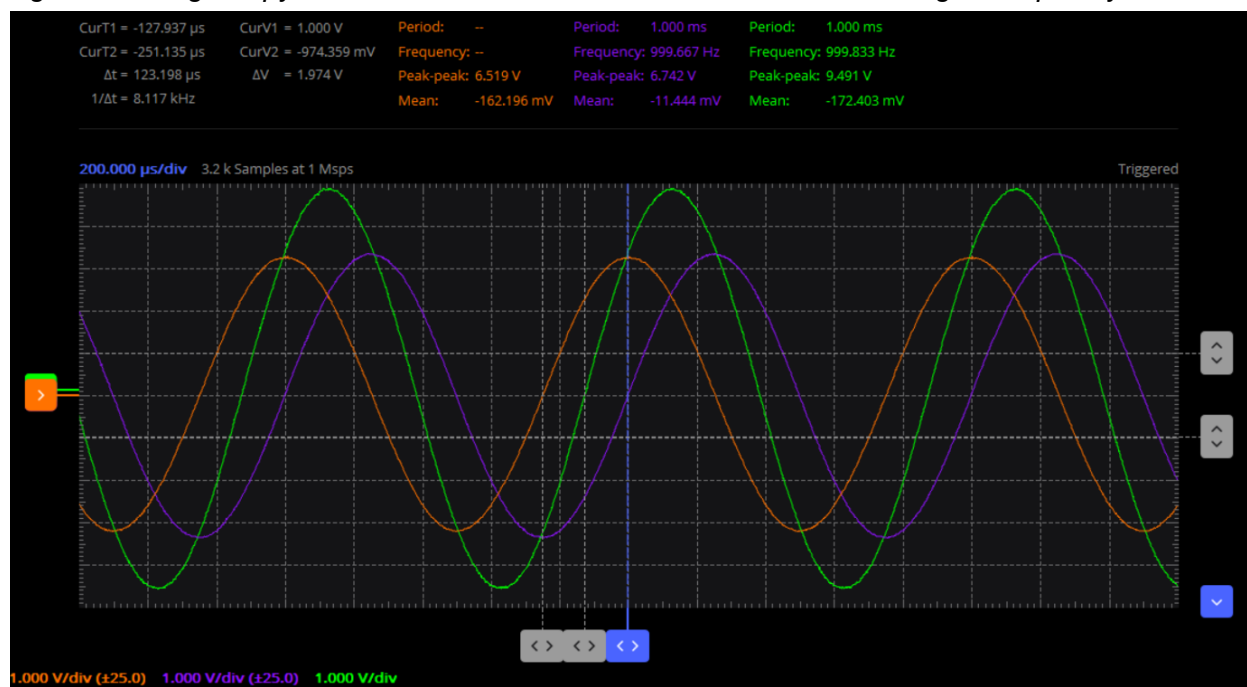 CurT1 = -127.937 µs CurV1 = 1.000 V Period: -- Period: 1.000 ms Period: 1.000 ms
CurT2 = -251.135 µs CurV2 = -974.359 mV Frequency: -- Frequency: 999.667 Hz Frequency: 999.833 Hz
Δt = 123.198 µs ΔV = 1.974 V Peak-peak: 6.519 V Peak-peak: 6.742 V Peak-peak: 9.491 V
1/Δt = 8.117 kHz Mean: -162.196 mV Mean: -11.444 mV Mean: -172.403 mV
200.000 µs/div 3.2 k Samples at 1 Msps Triggered
1.000 V/div (±25.0) 1.000 V/div (±25.0) 1.000 V/div